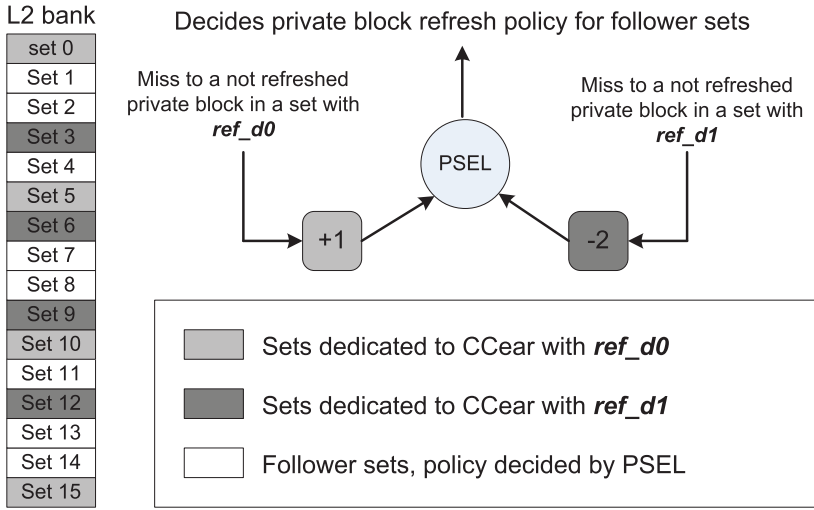 L2 bank
set 0
Set 1
Set 2
Set 3
Set 4
Set 5
Set 6
Set 7
Set 8
Set 9
Set 10
Set 11
Set 12
Set 13
Set 14
Set 15
Decides private block refresh policy for follower sets
Miss to a not refreshed
private block in a set with
ref_d0
Miss to a not refreshed
private block in a set with
ref_d1
PSEL
+1
-2
Sets dedicated to CCear with ref_d0
Sets dedicated to CCear with ref_d1
Follower sets, policy decided by PSEL